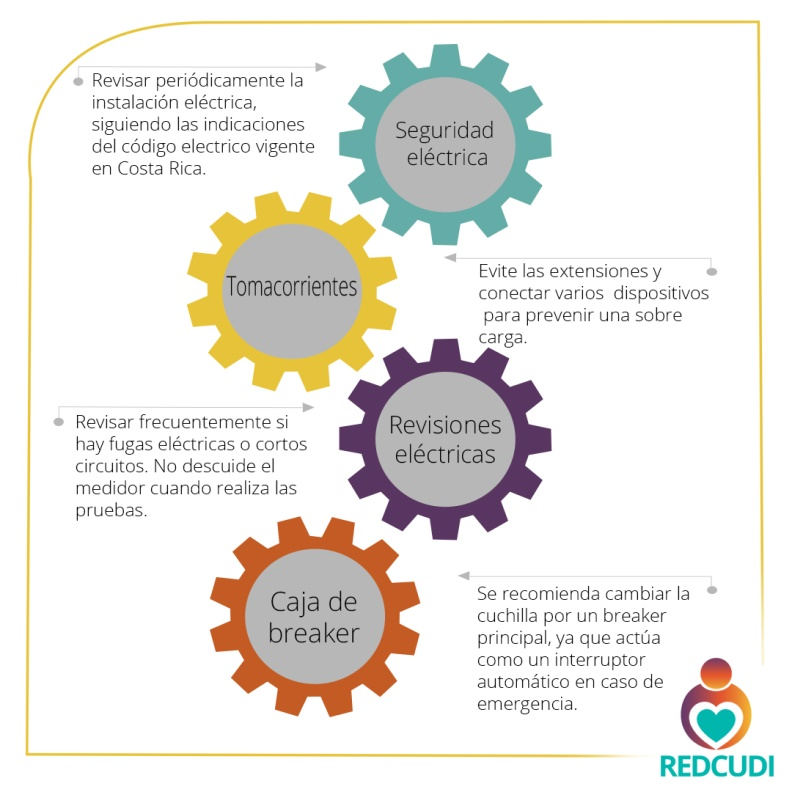 Revisar periódicamente la
instalación eléctrica,
siguiendo las indicaciones
del código electrico vigente
en Costa Rica.
Seguridad
eléctrica
Tomacorrientes
Evite las extensiones y
conectar varios dispositivos
para prevenir una sobre
carga.
Revisar frecuentemente si
hay fugas eléctricas o cortos
circuitos. No descuide el
medidor cuando realiza las
pruebas.
Revisiones
eléctricas
Caja de
breaker
Se recomienda cambiar la
cuchilla por un breaker
principal, ya que actúa
como un interruptor
automático en caso de
emergencia.
REDCUDI